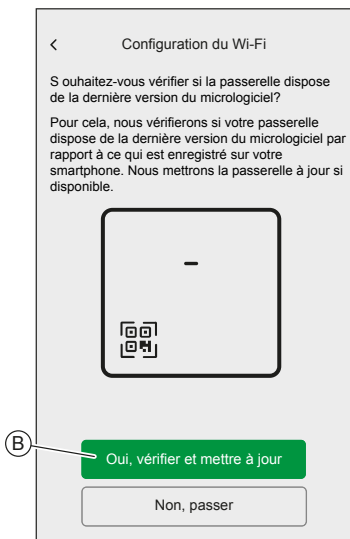 Configuration du Wi-Fi
S ouhaitez-vous vérifier si la passerelle dispose
de la dernière version du micrologiciel?
Pour cela, nous vérifierons si votre passerelle
dispose de la dernière version du micrologiciel par
rapport à ce qui est enregistré sur votre
smartphone. Nous mettrons la passerelle à jour si
disponible.
B
Oui, vérifier et mettre à jour
Non, passer